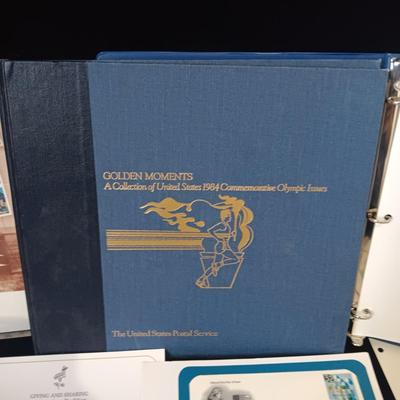 GOLDEN MOMENTS
A Collection of United States 1984 Commemorative Olympic Issues
The United States Postal Service
GIVING AND SHARING